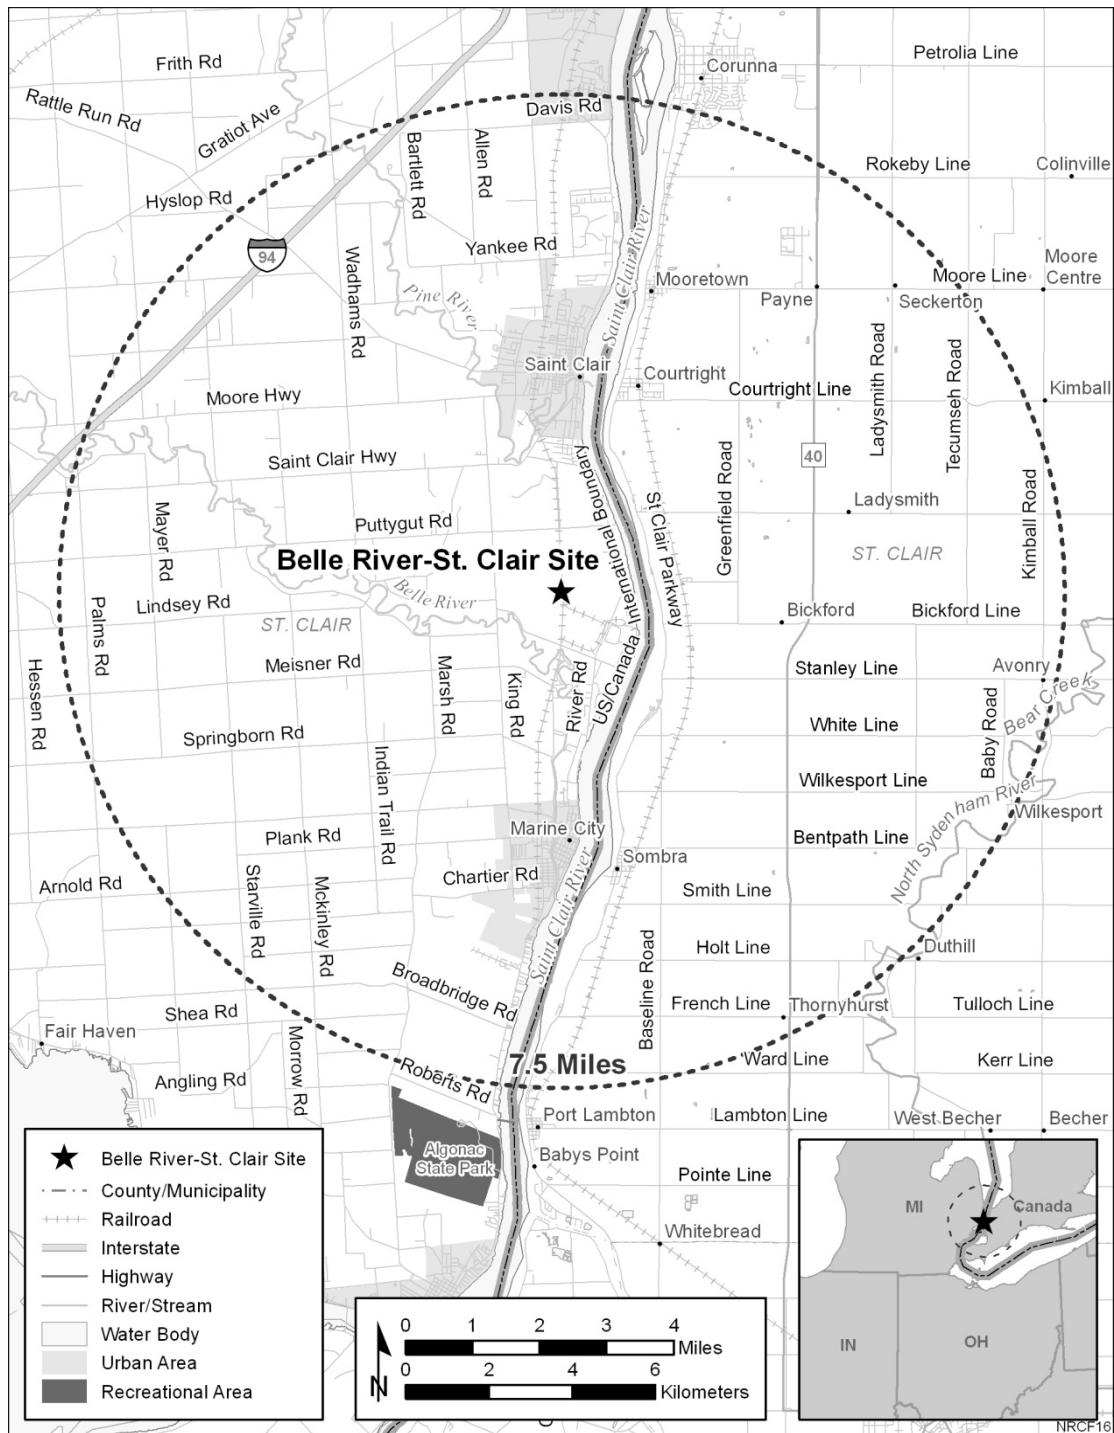 Petrolia Line
Frith Rd
Corunna
Rattle Run Rd
Davis Rd
Gratiot Ave
Bartlett Rd
Allen Rd
Rokeby Line
Colinville
Hyslop Rd
94
Wadhams Rd
Yankee Rd
Saint Clair River
Moore Line
Moore
Centre
Mooretown
Payne
Seckerton
Pine River
Saint Clair
Courtright
Moore Hwy
Courtright Line
Ladysmith Road
Tecumseh Road
Kimball
Saint Clair Hwy
40
Greenfield Road
Ladysmith
Kimball Road
Mayer Rd
Puttygut Rd
US/Canada International Boundary
St Clair Parkway
ST. CLAIR
Belle River-St. Clair Site
Belle River
Lindsey Rd
ST. CLAIR
Palms Rd
Bickford
Bickford Line
Hessen Rd
Meisner Rd
Marsh Rd
King Rd
River Rd
Stanley Line
Avonry
Bear Creek
Baby Road
White Line
Springborn Rd
Indian Trail Rd
Wilkesport Line
North Sydenham River
Wilkesport
Marine City
Plank Rd
Bentpath Line
Sombra
Chartier Rd
Arnold Rd
Starville Rd
Mckinley Rd
Smith Line
Saint Clair River
Baseline Road
Holt Line
Duthill
Broadbridge Rd
Shea Rd
French Line
Thornyhurst
Tulloch Line
Fair Haven
Morrow Rd
7.5 Miles
Ward Line
Kerr Line
Angling Rd
Roberts Rd
Port Lambton
Lambton Line
West Becher
Becher
Algonac
State Park
Babys Point
Pointe Line
Whitebread
Belle River-St. Clair Site
County/Municipality
Railroad
Interstate
Highway
River/Stream
Water Body
Urban Area
Recreational Area
N
0 1 2 3 4
Miles
0 2 4 6
Kilometers
MI
Canada
IN
OH
NRCF16